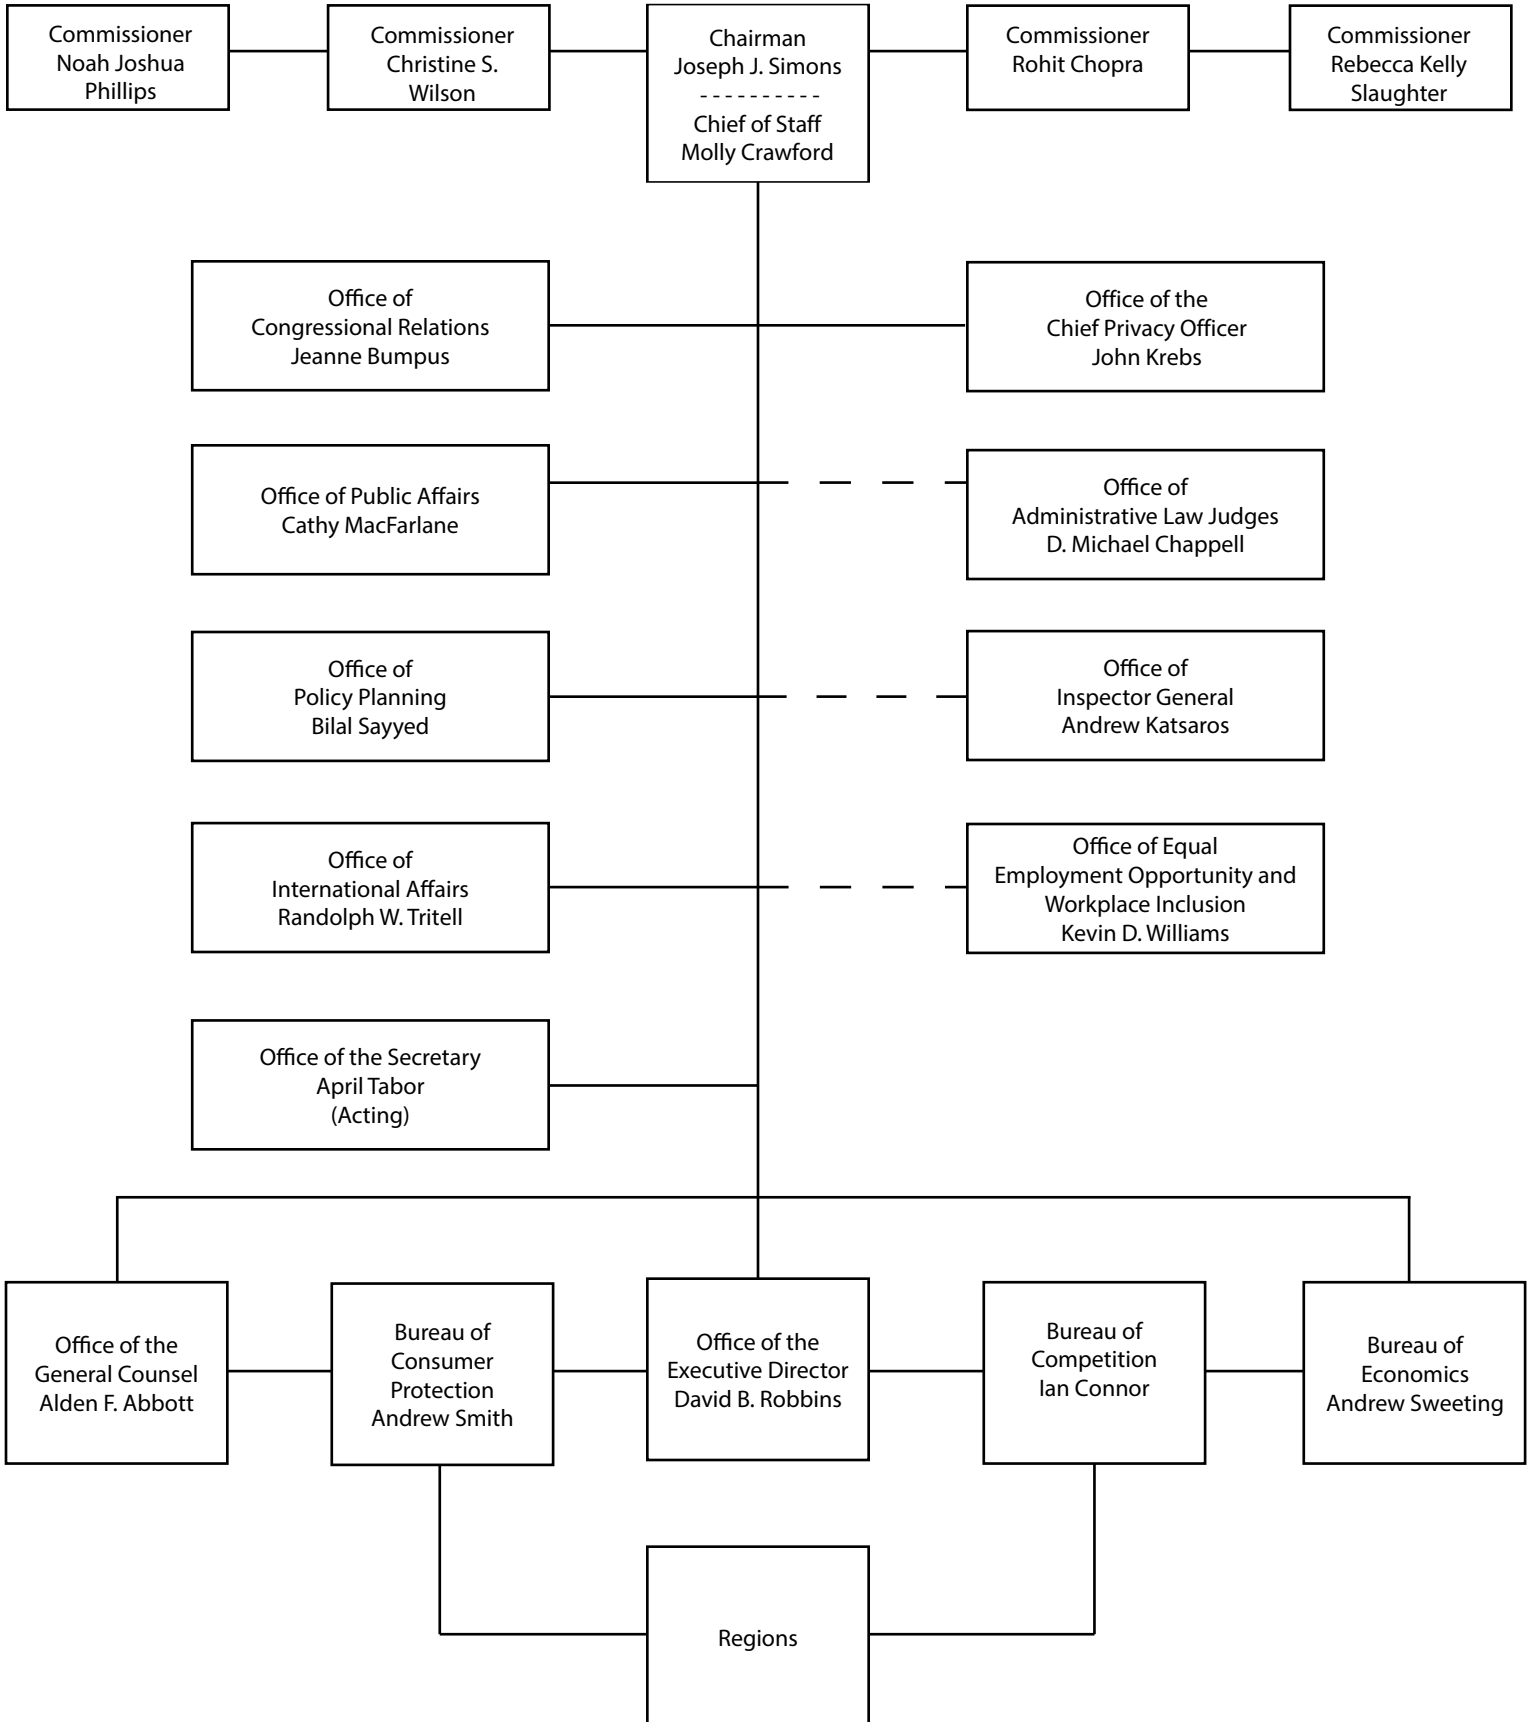 Commissioner
Noah Joshua
Phillips
Commissioner
Christine S.
Wilson
Chairman
Joseph J. Simons
----------
Chief of Staff
Molly Crawford
Commissioner
Rohit Chopra
Commissioner
Rebecca Kelly
Slaughter
Office of
Congressional Relations
Jeanne Bumpus
Office of the
Chief Privacy Officer
John Krebs
Office of Public Affairs
Cathy MacFarlane
Office of
Administrative Law Judges
D. Michael Chappell
Office of
Policy Planning
Bilal Sayyed
Office of
Inspector General
Andrew Katsaros
Office of
International Affairs
Randolph W. Tritell
Office of Equal
Employment Opportunity and
Workplace Inclusion
Kevin D. Williams
Office of the Secretary
April Tabor
(Acting)
Office of the
General Counsel
Alden F. Abbott
Bureau of
Consumer
Protection
Andrew Smith
Office of the
Executive Director
David B. Robbins
Bureau of
Competition
Ian Connor
Bureau of
Economics
Andrew Sweeting
Regions